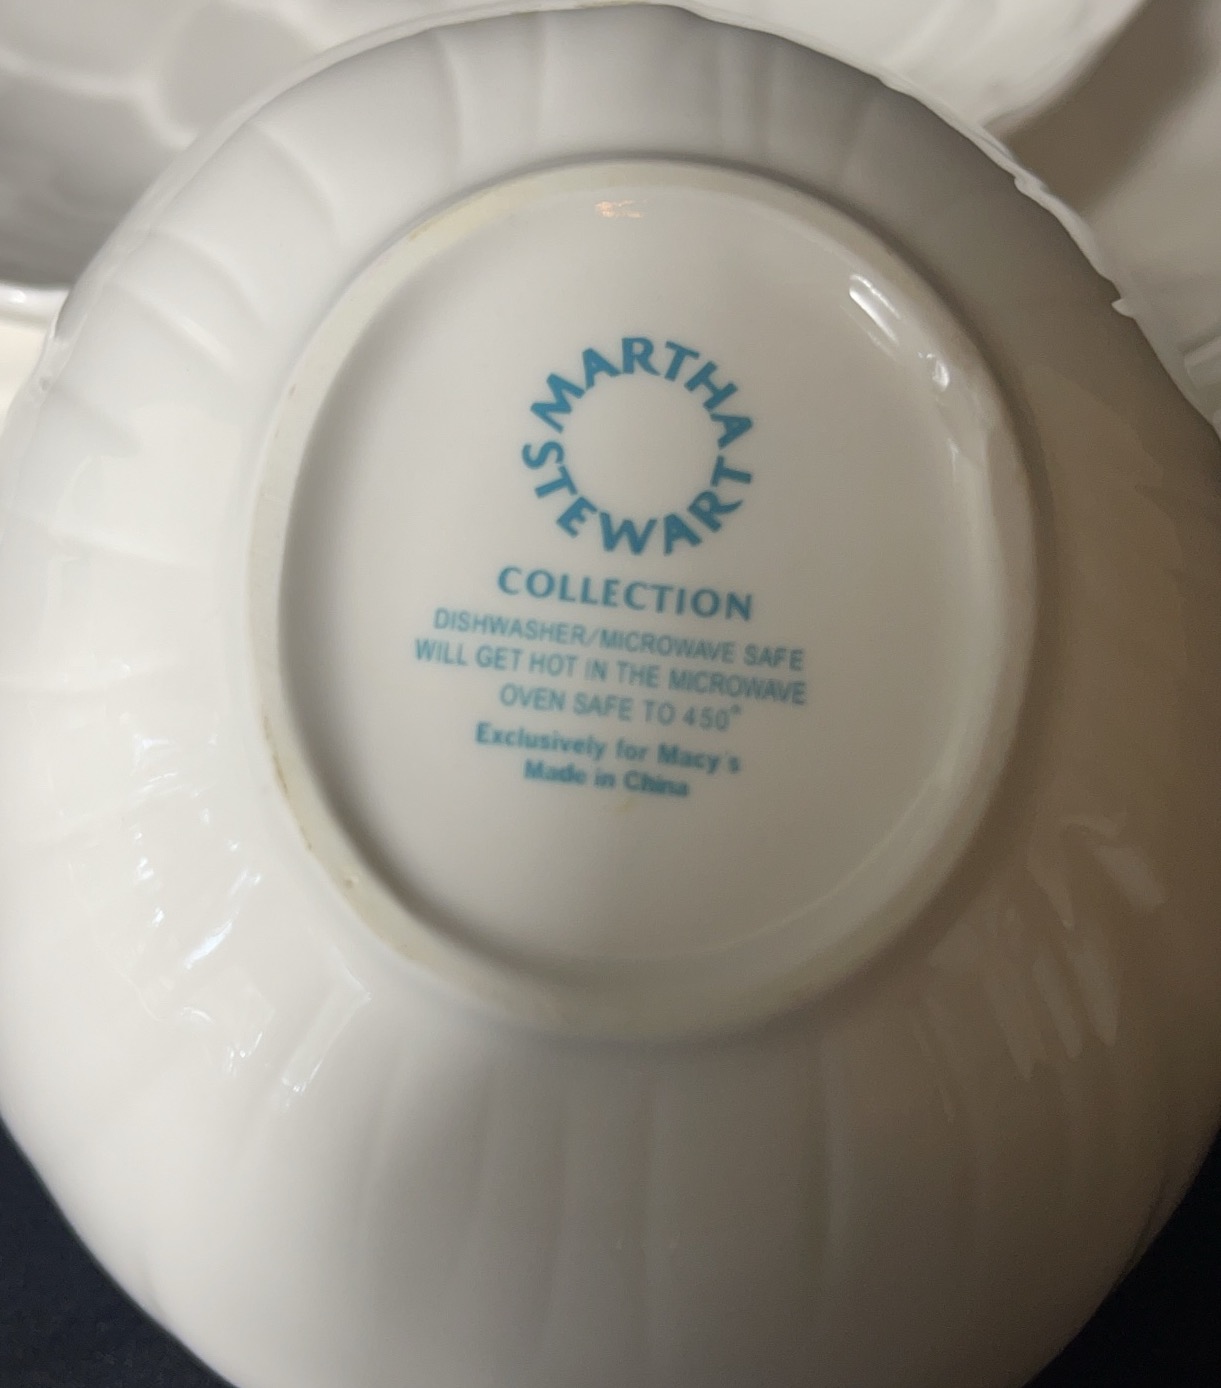 MARTHA
STEWART
COLLECTION
DISHWASHER/MICROWAVE SAFE
WILL GET HOT IN THE MICROWAVE
OVEN SAFE TO 450°
Exclusively for Macy's
Made in China